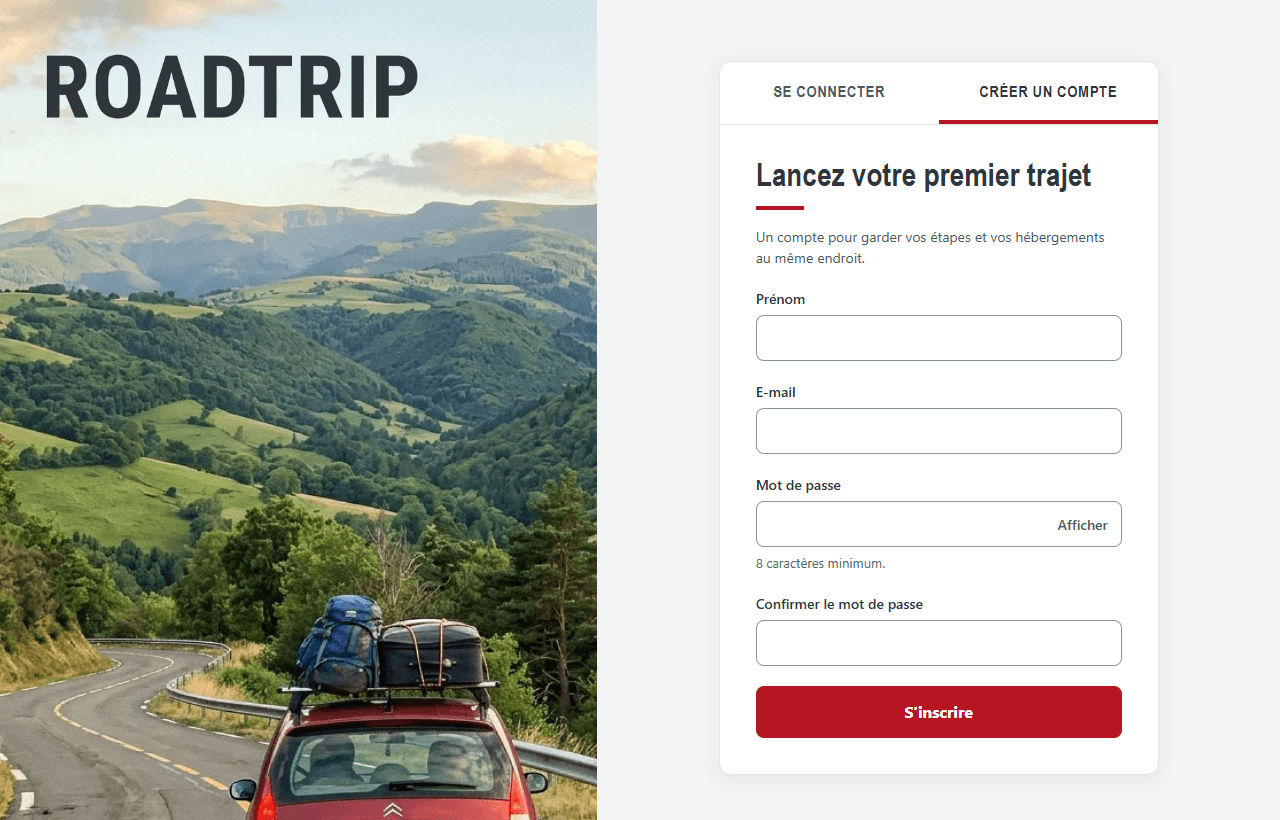 ROADTRIP
SE CONNECTER
CRÉER UN COMPTE
Lancez votre premier trajet
Un compte pour garder vos étapes et vos hébergements
au même endroit.
Prénom
E-mail
Mot de passe
Afficher
8 caractères minimum.
Confirmer le mot de passe
S'inscrire